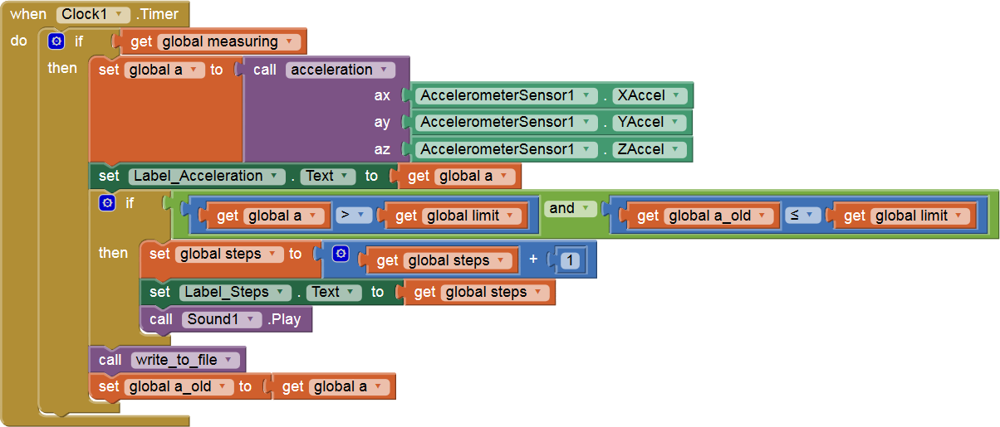 when Clock1 .Timer
do if get global measuring
then set global a to call acceleration
ax AccelerometerSensor1 . XAccel
ay AccelerometerSensor1 . YAccel
az AccelerometerSensor1 . ZAccel
set Label_Acceleration . Text to get global a
if get global a > get global limit and get global a_old ≤ get global limit
then set global steps to get global steps + 1
set Label_Steps . Text to get global steps
call Sound1 .Play
call write_to_file
set global a_old to get global a